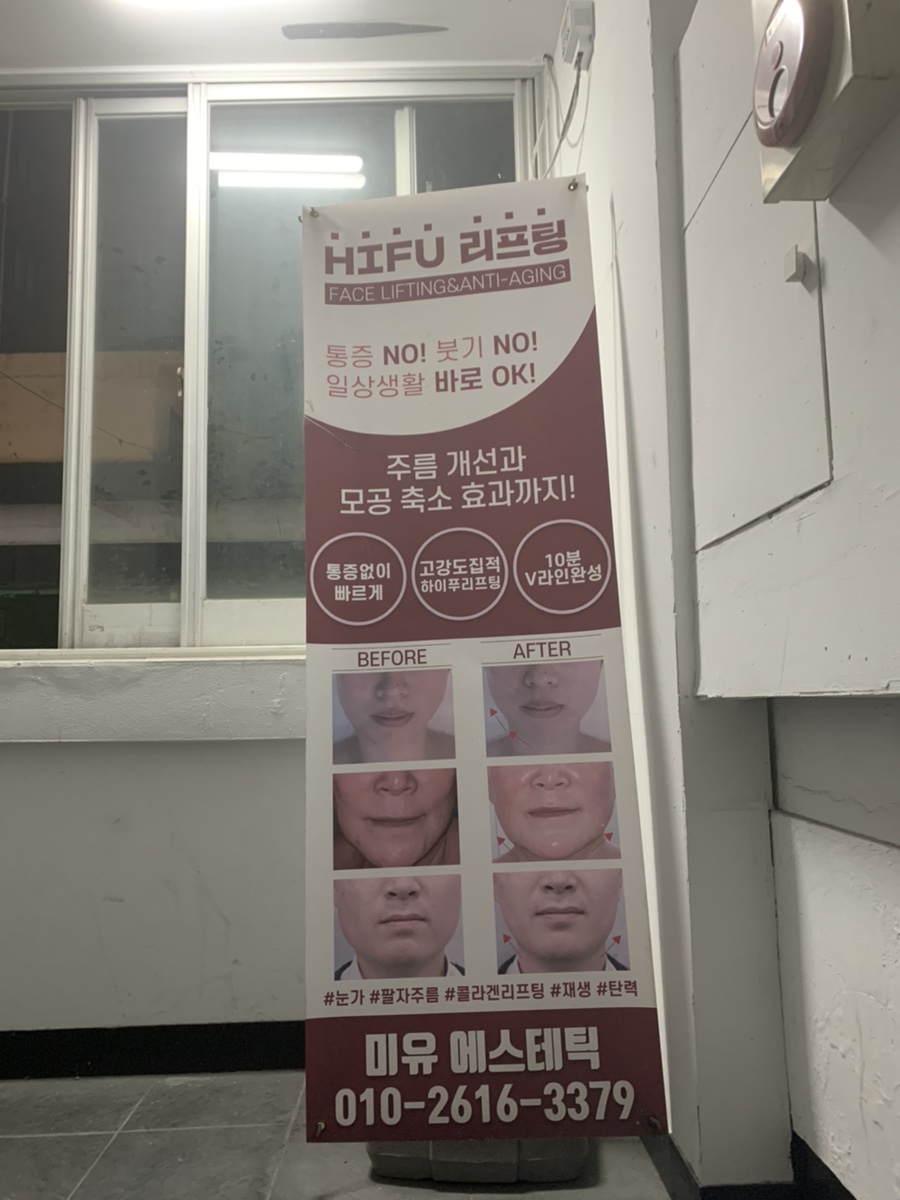 HIFU 리프팅
FACE LIFTING&ANTI-AGING
통증 NO! 붓기 NO!
일상생활 바로 OK!
주름 개선과
모공 축소 효과까지!
통증없이
빠르게
고강도집적
하이푸리프팅
10분
V라인완성
BEFORE
AFTER
#눈가 #팔자주름 #콜라겐리프팅 #재생 #탄력
미유 에스테틱
010-2616-3379